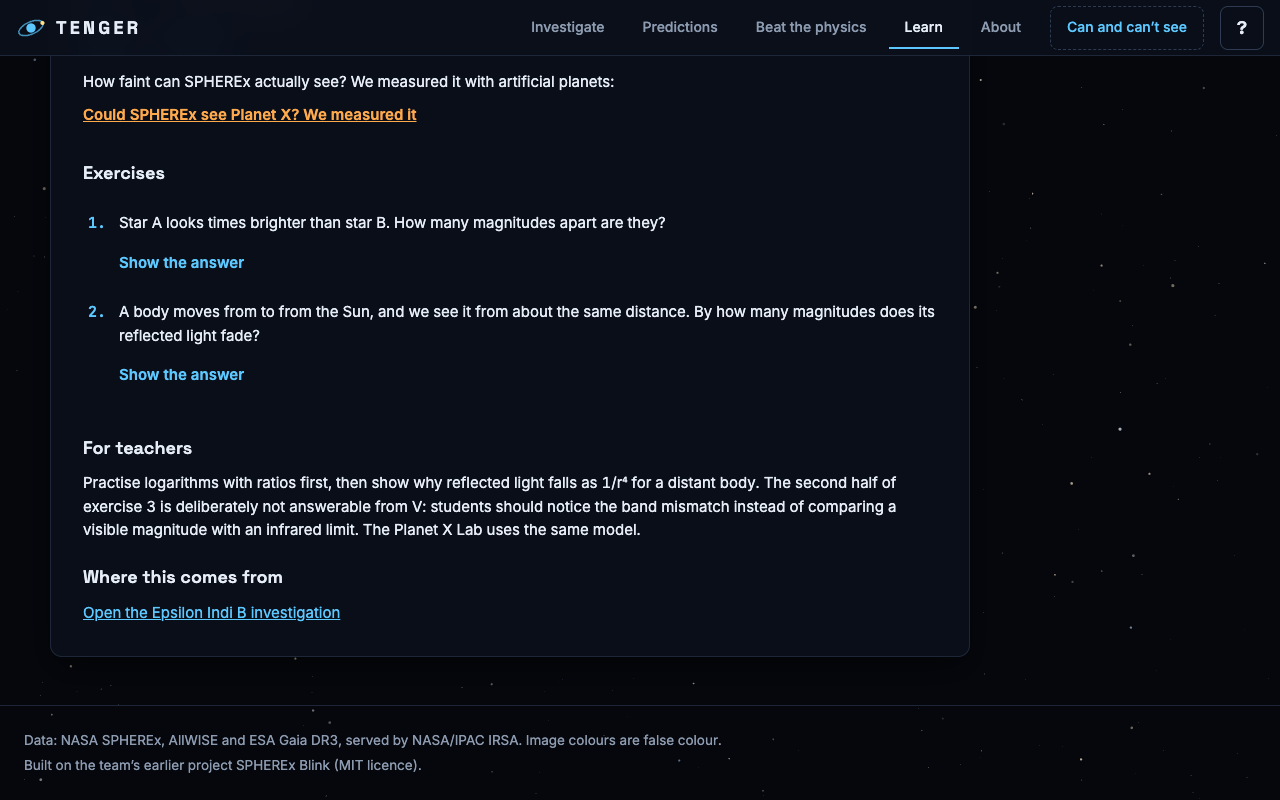 TENGER
Investigate
Predictions
Beat the physics
Learn
About
Can and can’t see
?
How faint can SPHEREx actually see? We measured it with artificial planets:
Could SPHEREx see Planet X? We measured it
Exercises
1. Star A looks times brighter than star B. How many magnitudes apart are they?
Show the answer
2. A body moves from to from the Sun, and we see it from about the same distance. By how many magnitudes does its
reflected light fade?
Show the answer
For teachers
Practise logarithms with ratios first, then show why reflected light falls as 1/r⁴ for a distant body. The second half of
exercise 3 is deliberately not answerable from V: students should notice the band mismatch instead of comparing a
visible magnitude with an infrared limit. The Planet X Lab uses the same model.
Where this comes from
Open the Epsilon Indi B investigation
Data: NASA SPHEREx, AllWISE and ESA Gaia DR3, served by NASA/IPAC IRSA. Image colours are false colour.
Built on the team’s earlier project SPHEREx Blink (MIT licence).